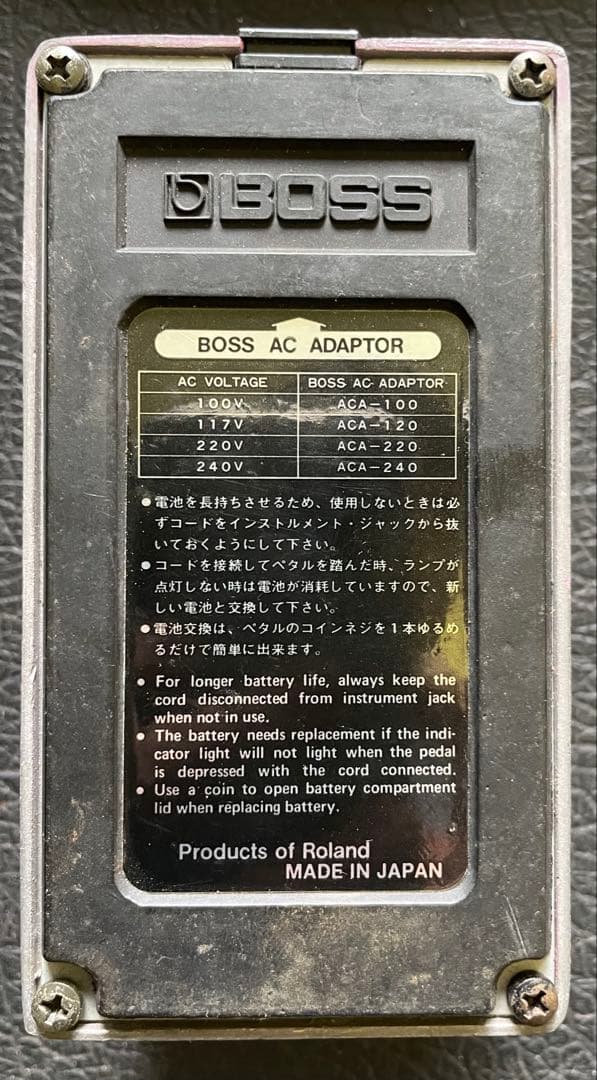 BOSS
BOSS AC ADAPTOR
AC VOLTAGE BOSS AC ADAPTOR
100V ACA-100
117V ACA-120
220V ACA-220
240V ACA-240
●電池を長持ちさせるため、使用しないときは必
ずコードをインストルメント・ジャックから抜
いておくようにして下さい。
●コードを接続してペタルを踏んだ時、ランプが
点灯しない時は電池が消耗していますので、新
しい電池と交換して下さい。
●電池交換は、ペタルのコインネジを1本ゆるめ
るだけで簡単に出来ます。
● For longer battery life, always keep the
cord disconnected from instrument jack
when not in use.
● The battery needs replacement if the indi-
cator light will not light when the pedal
is depressed with the cord connected.
● Use a coin to open battery compartment
lid when replacing battery.
Products of Roland
MADE IN JAPAN